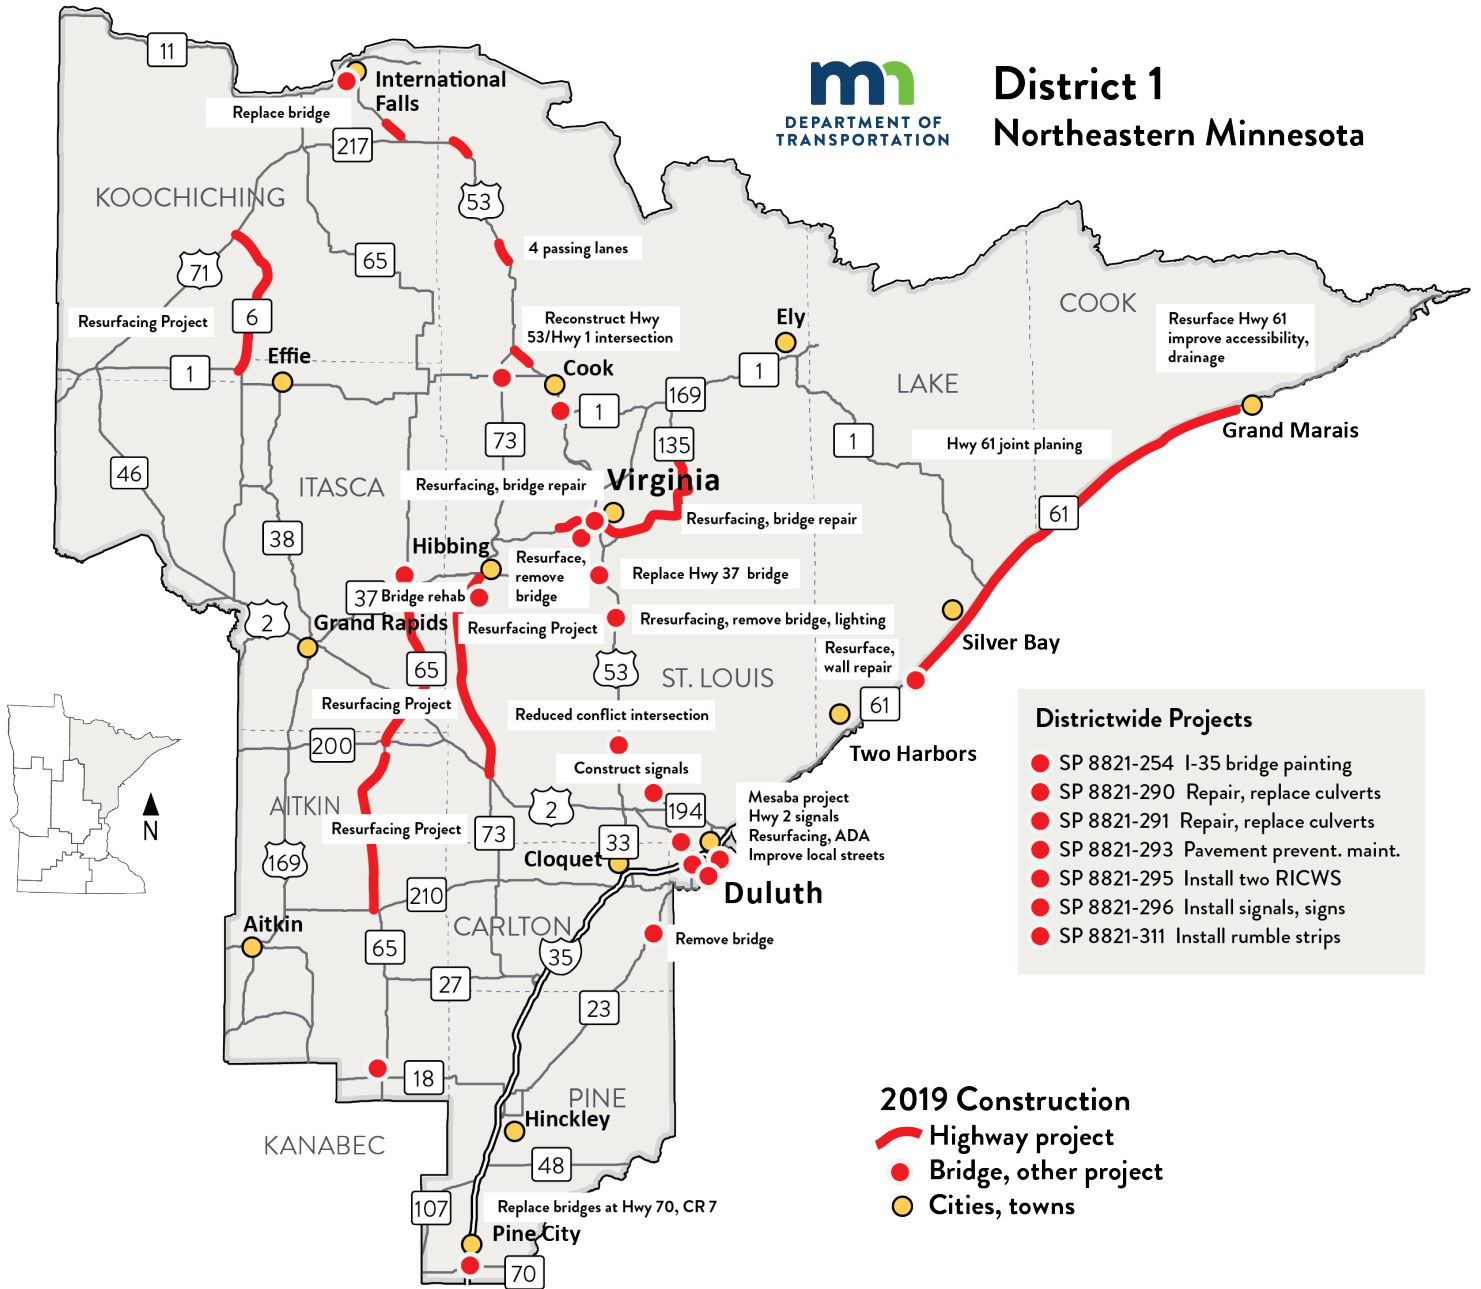 DEPARTMENT OF
TRANSPORTATION
District 1
Northeastern Minnesota
11
International
Falls
Replace bridge
217
KOOCHICHING
53
71
65
4 passing lanes
Resurfacing Project
6
Reconstruct Hwy
53/Hwy 1 intersection
Ely
COOK
Resurface Hwy 61
improve accessibility,
drainage
1
Effie
Cook
1
169
1
LAKE
Grand Marais
73
135
1
Hwy 61 joint planing
46
ITASCA
Resurfacing, bridge repair
Virginia
61
Resurfacing, bridge repair
38
Hibbing
Resurface,
remove
bridge
Replace Hwy 37 bridge
37
Bridge rehab
2
Grand Rapids
Resurfacing Project
Rresurfacing, remove bridge, lighting
Silver Bay
65
53
ST. LOUIS
Resurface,
wall repair
61
Resurfacing Project
Reduced conflict intersection
200
Two Harbors
Construct signals
AITKIN
2
194
Mesaba project
Hwy 2 signals
Resurfacing, ADA
Improve local streets
Resurfacing Project
73
33
169
Cloquet
Duluth
210
Aitkin
CARLTON
65
35
Remove bridge
27
23
18
PINE
Hinckley
KANABEC
48
107
Replace bridges at Hwy 70, CR 7
Pine City
70
N
Districtwide Projects
SP 8821-254 I-35 bridge painting
SP 8821-290 Repair, replace culverts
SP 8821-291 Repair, replace culverts
SP 8821-293 Pavement prevent. maint.
SP 8821-295 Install two RICWS
SP 8821-296 Install signals, signs
SP 8821-311 Install rumble strips
2019 Construction
Highway project
Bridge, other project
Cities, towns